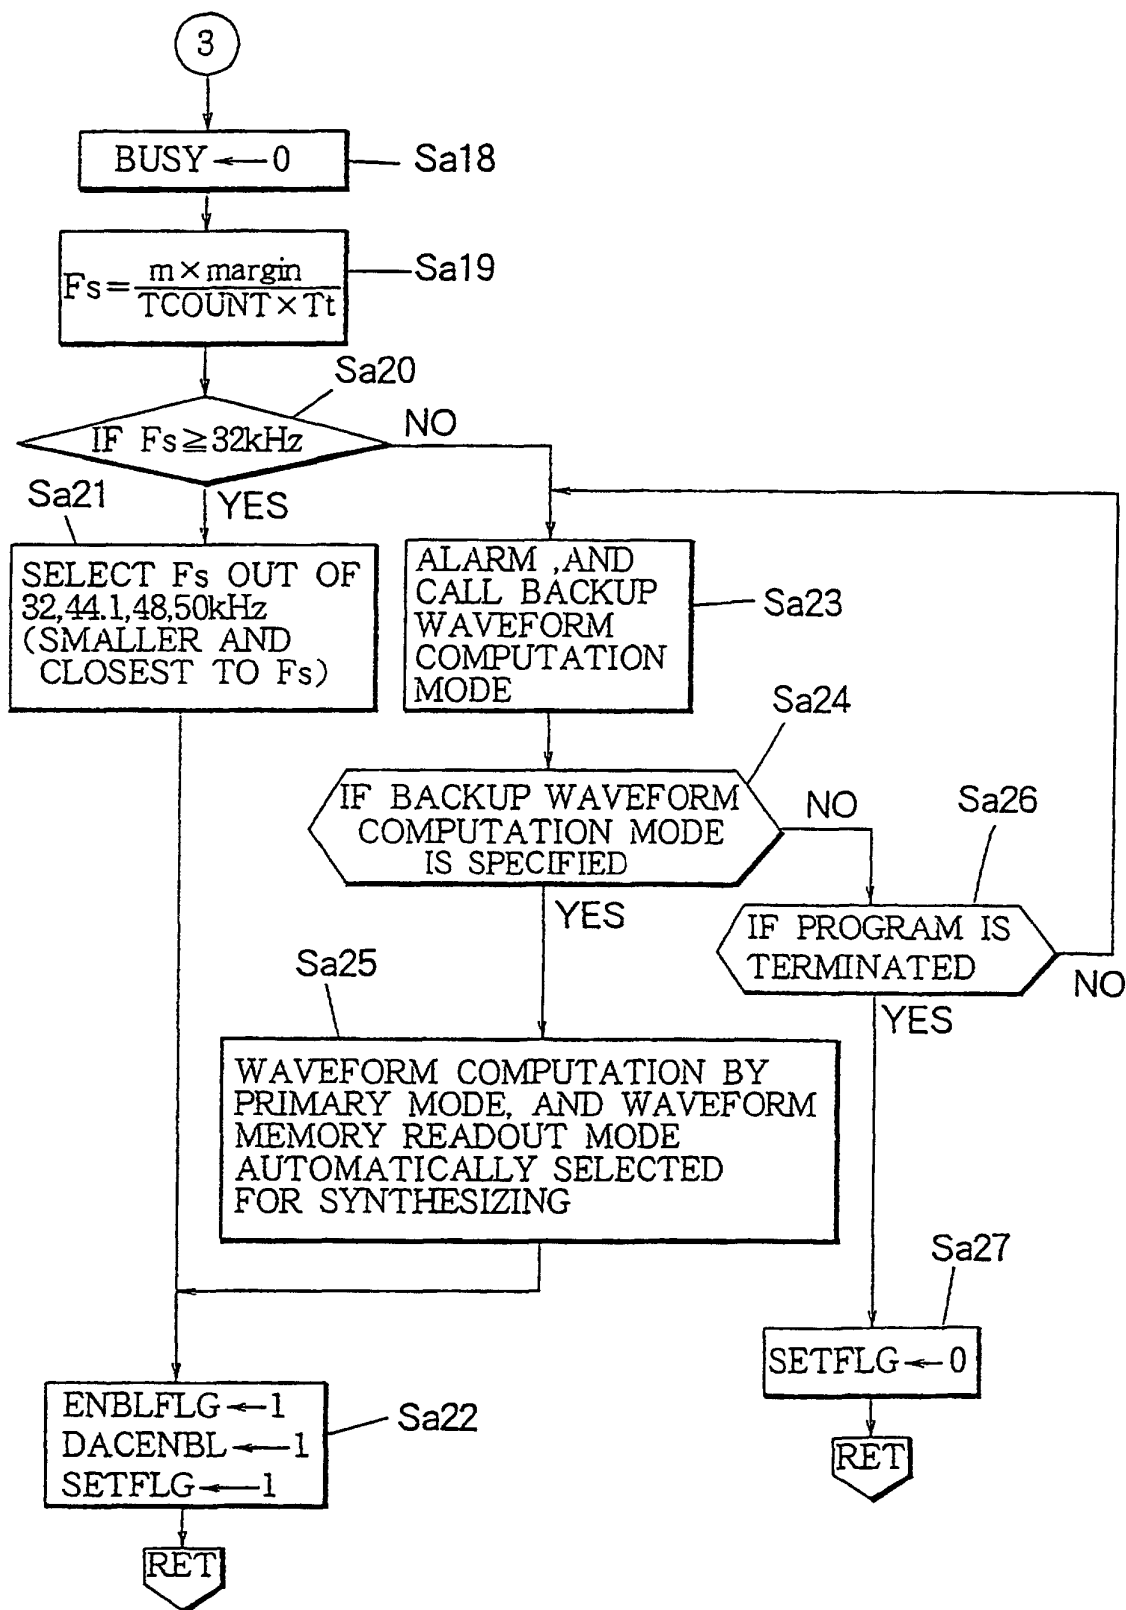 3
BUSY ← 0
Sa18
Fs = m × margin / TCOUNT × Tt
Sa19
Sa20
IF Fs ≧ 32kHz
NO
YES
Sa21
SELECT Fs OUT OF
32,44.1,48,50kHz
(SMALLER AND
CLOSEST TO Fs)
ALARM ,AND
CALL BACKUP
WAVEFORM
COMPUTATION
MODE
Sa23
Sa24
IF BACKUP WAVEFORM
COMPUTATION MODE
IS SPECIFIED
NO
YES
Sa26
IF PROGRAM IS
TERMINATED
NO
YES
Sa25
WAVEFORM COMPUTATION BY
PRIMARY MODE, AND WAVEFORM
MEMORY READOUT MODE
AUTOMATICALLY SELECTED
FOR SYNTHESIZING
Sa27
SETFLG ← 0
RET
ENBLFLG ← 1
DACENBL ← 1
SETFLG ← 1
Sa22
RET